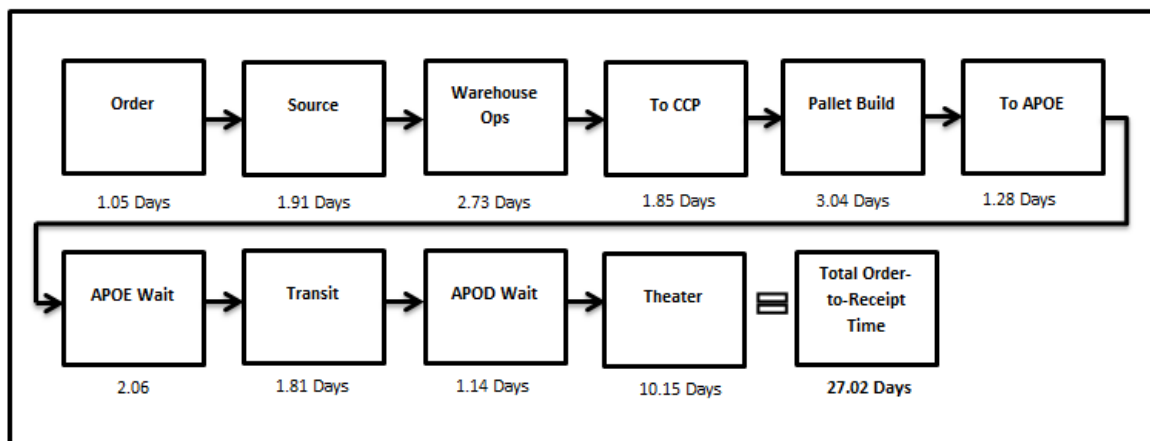 Order
Source
Warehouse
Ops
To CCP
Pallet Build
To APOE
1.05 Days
1.91 Days
2.73 Days
1.85 Days
3.04 Days
1.28 Days
APOE Wait
Transit
APOD Wait
Theater
Total Order-
to-Receipt
Time
2.06
1.81 Days
1.14 Days
10.15 Days
27.02 Days